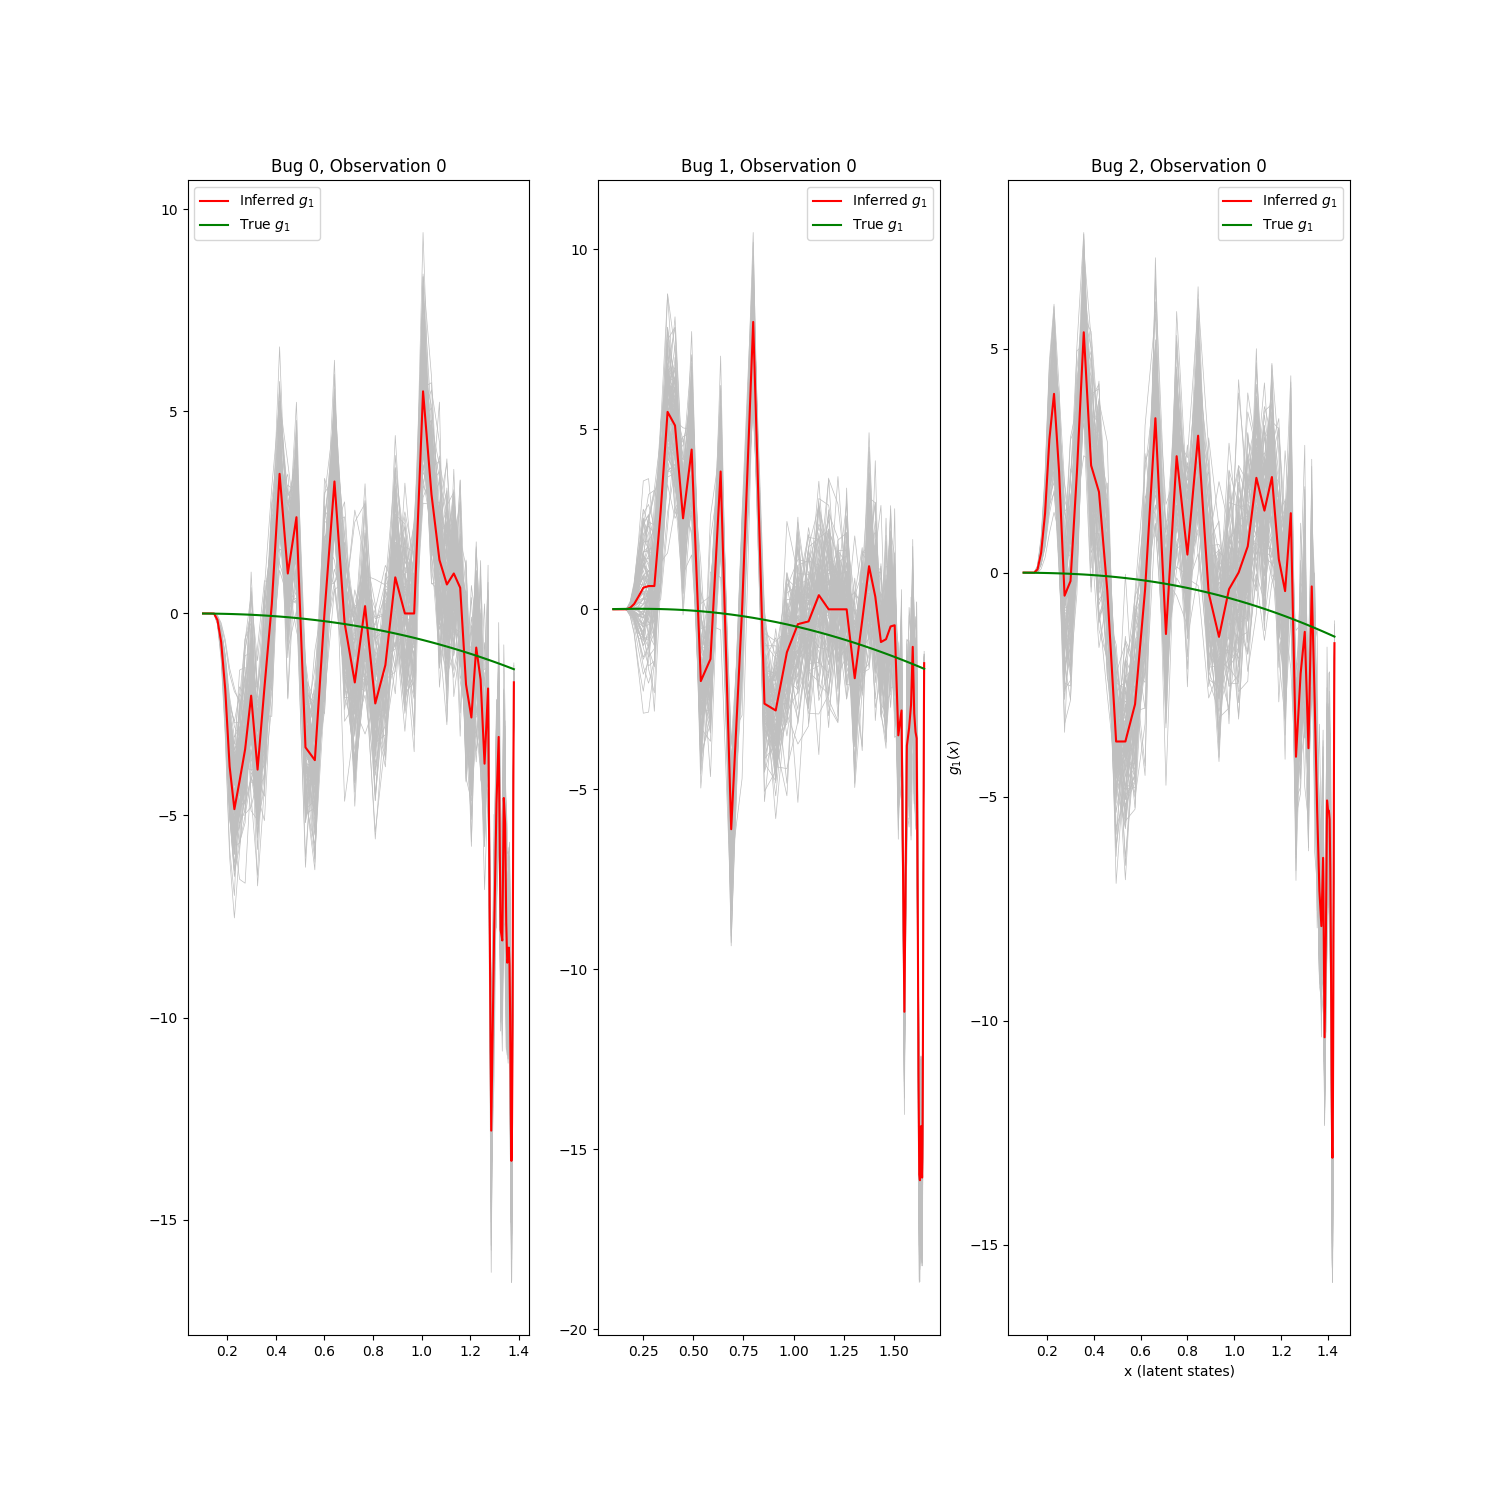 Bug 0, Observation 0
Inferred g₁
True g₁
10
5
0
−5
−10
−15
0.2 0.4 0.6 0.8 1.0 1.2 1.4
Bug 1, Observation 0
Inferred g₁
True g₁
10
5
0
−5
−10
−15
−20
0.25 0.50 0.75 1.00 1.25 1.50
Bug 2, Observation 0
Inferred g₁
True g₁
g₁(x)
5
0
−5
−10
−15
0.2 0.4 0.6 0.8 1.0 1.2 1.4
x (latent states)